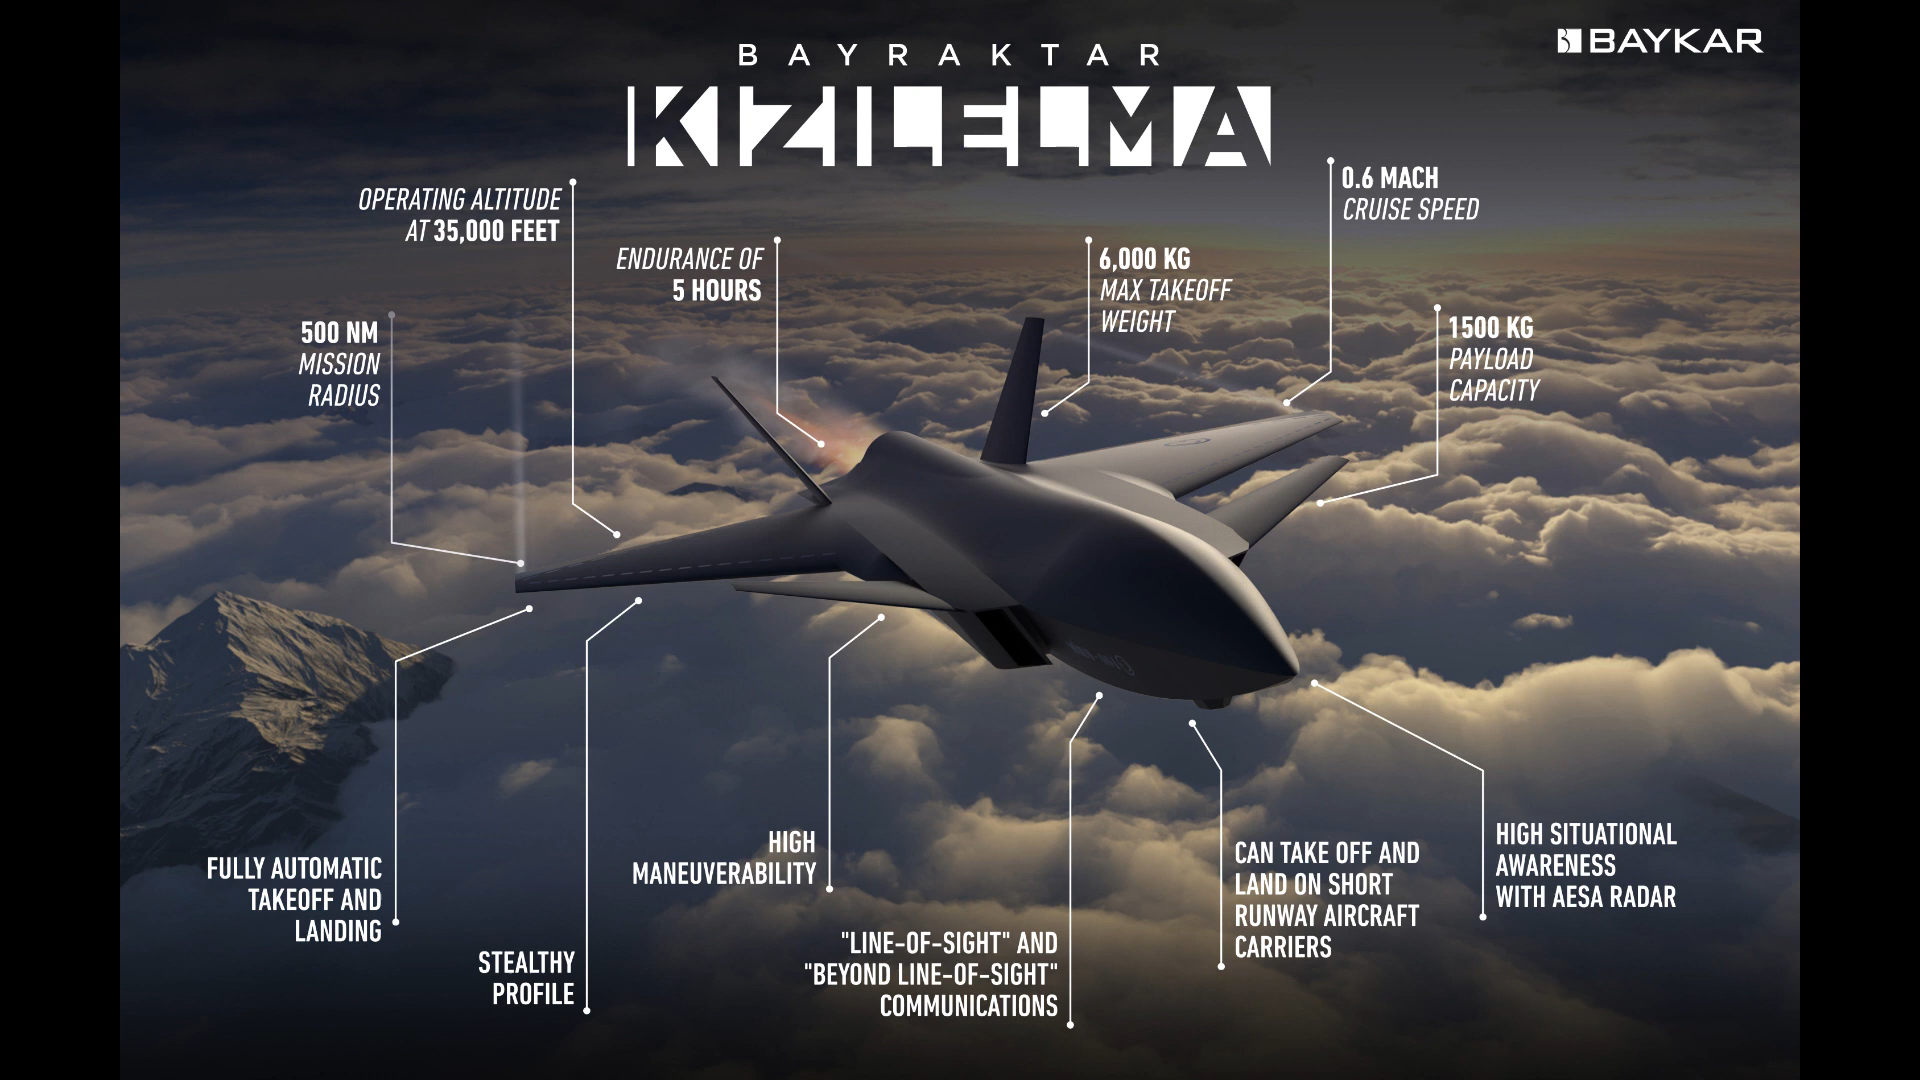 BAYRAKTAR
KIZILELMA
BAYKAR
OPERATING ALTITUDE
AT 35,000 FEET
ENDURANCE OF
5 HOURS
6,000 KG
MAX TAKEOFF
WEIGHT
0.6 MACH
CRUISE SPEED
500 NM
MISSION
RADIUS
1500 KG
PAYLOAD
CAPACITY
FULLY AUTOMATIC
TAKEOFF AND
LANDING
STEALTHY
PROFILE
HIGH
MANEUVERABILITY
"LINE-OF-SIGHT" AND
"BEYOND LINE-OF-SIGHT"
COMMUNICATIONS
CAN TAKE OFF AND
LAND ON SHORT
RUNWAY AIRCRAFT
CARRIERS
HIGH SITUATIONAL
AWARENESS
WITH AESA RADAR